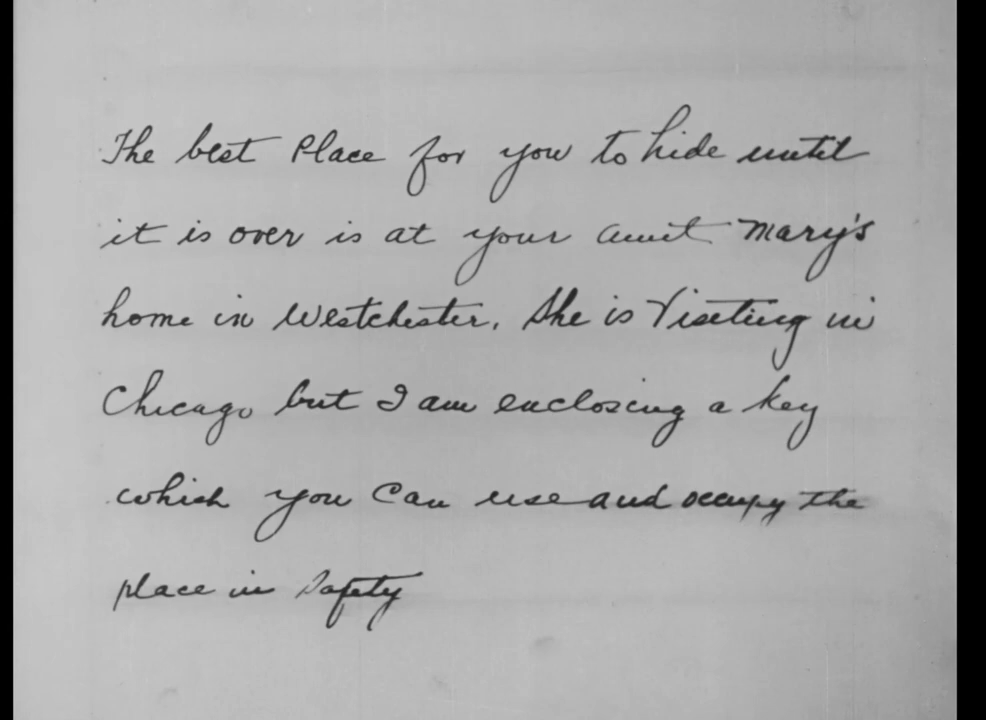 The best Place for you to hide until
it is over is at your aunt Mary's
home in Westchester. She is Visiting in
Chicago but I am enclosing a key
which you Can use and occupy the
place in Safety